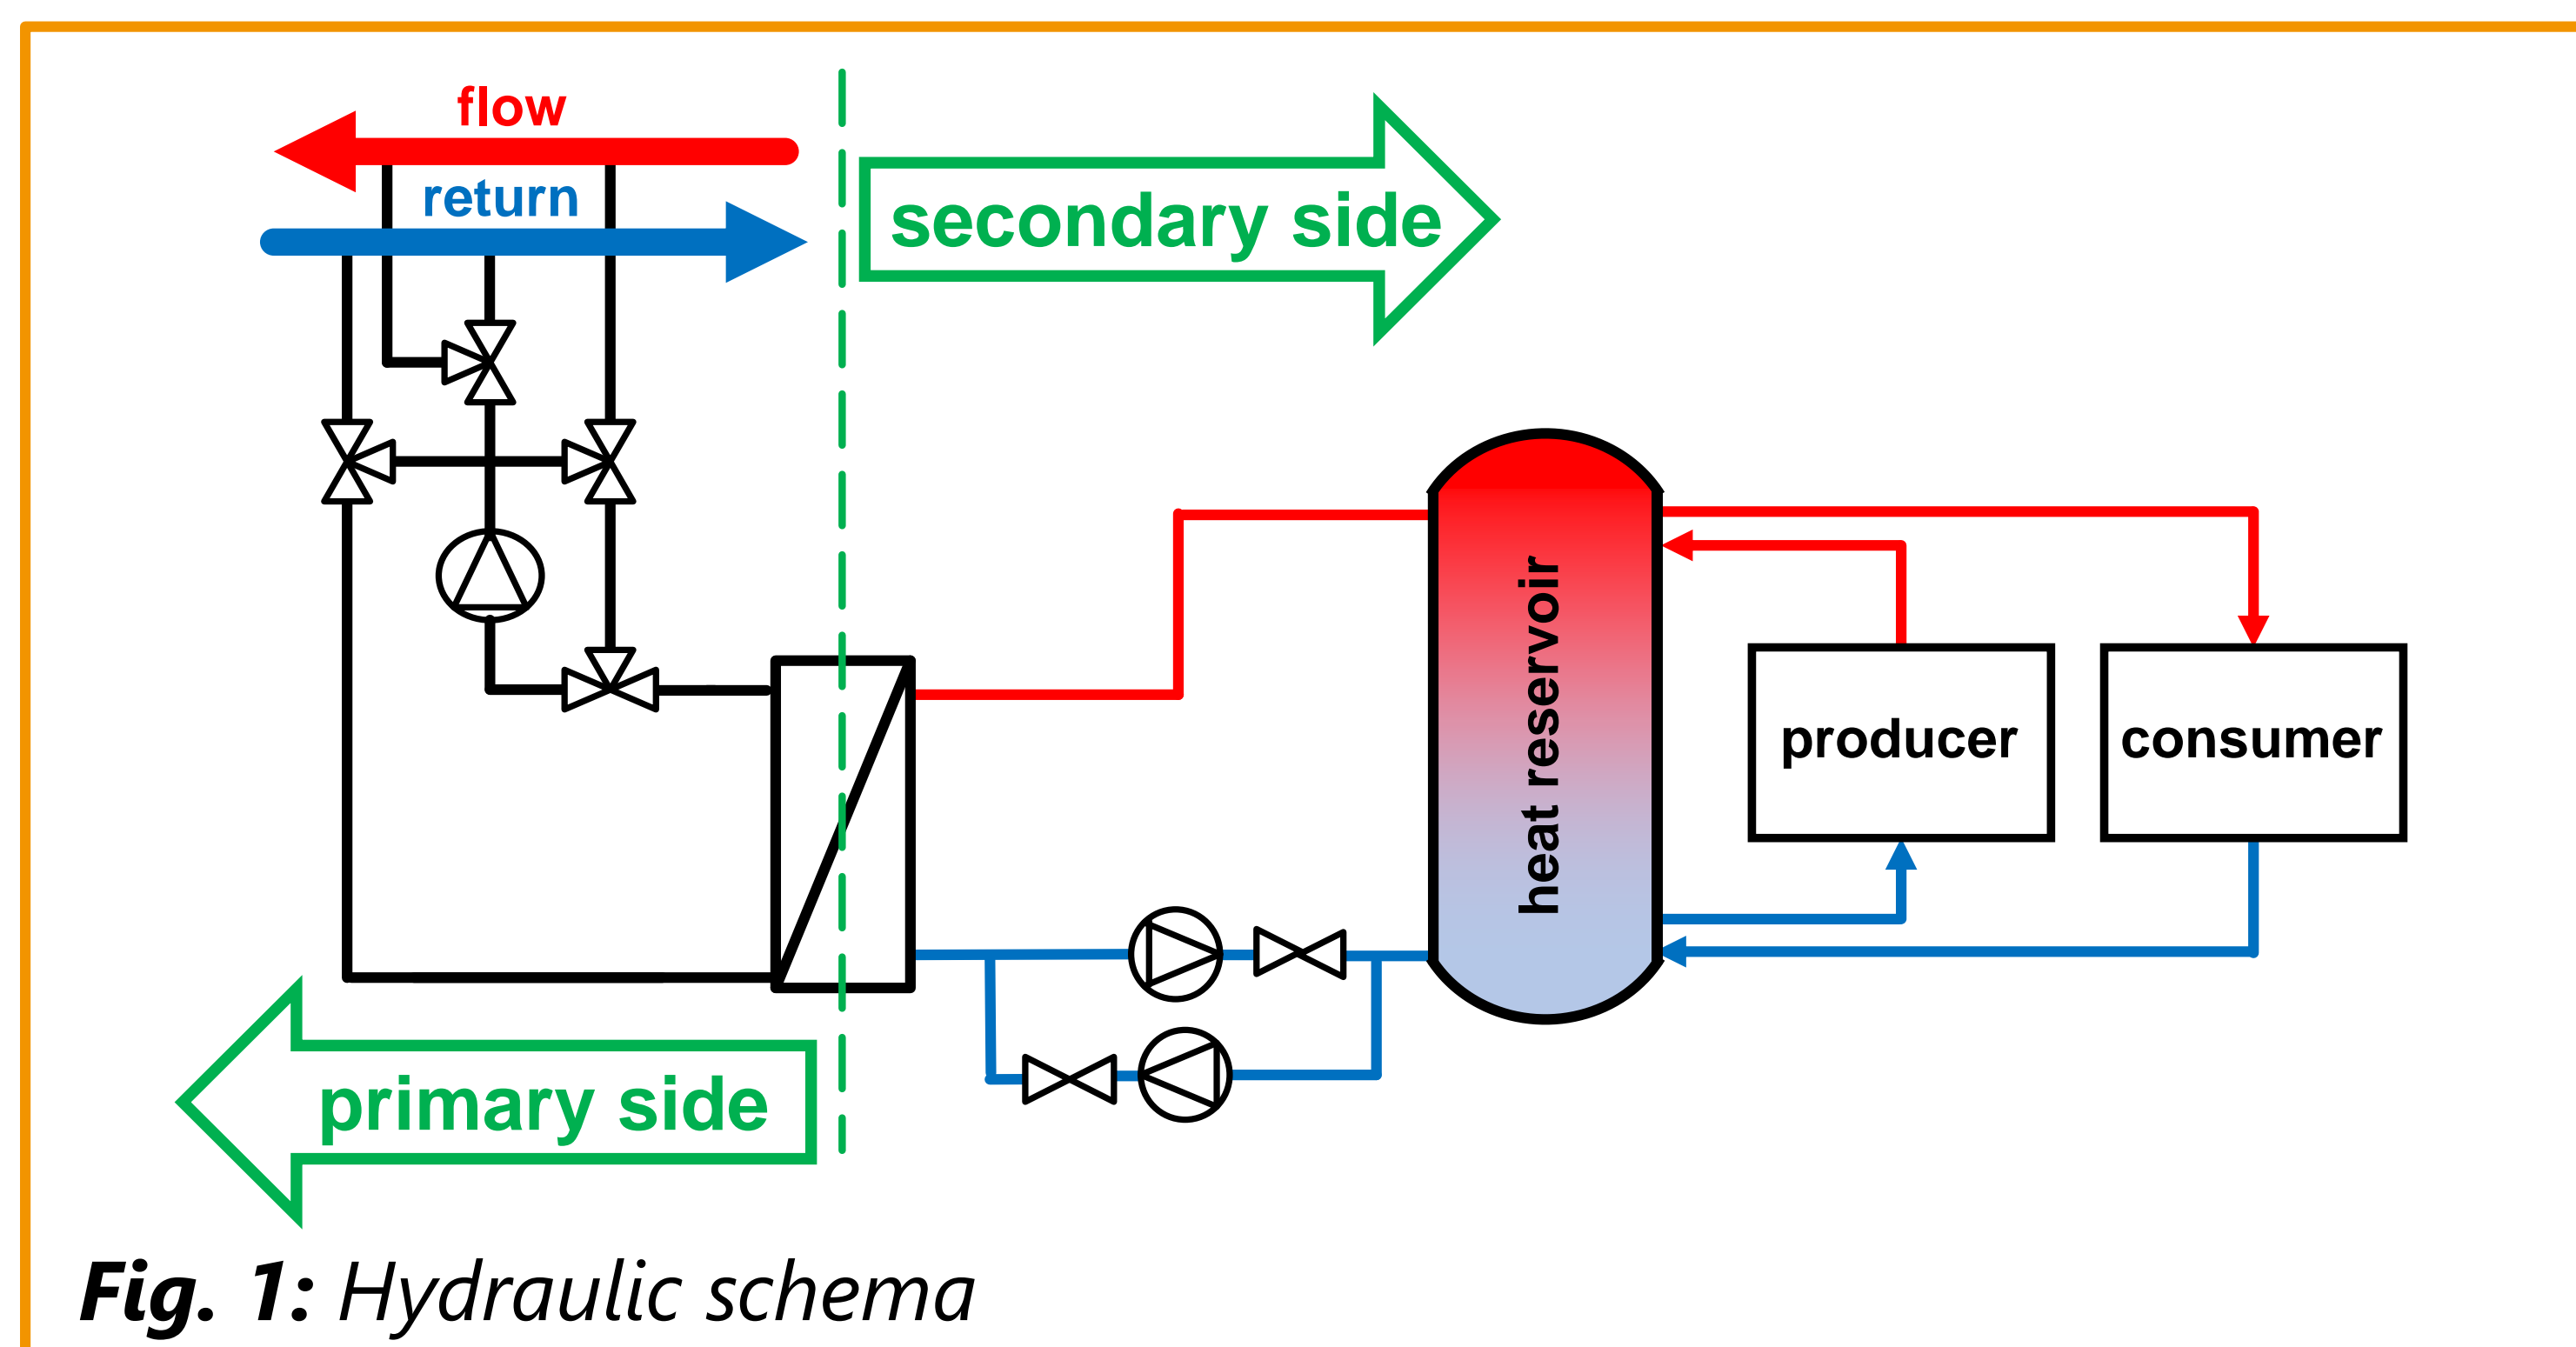 flow
return
secondary side
heat reservoir
producer
consumer
primary side
Fig. 1: Hydraulic schema